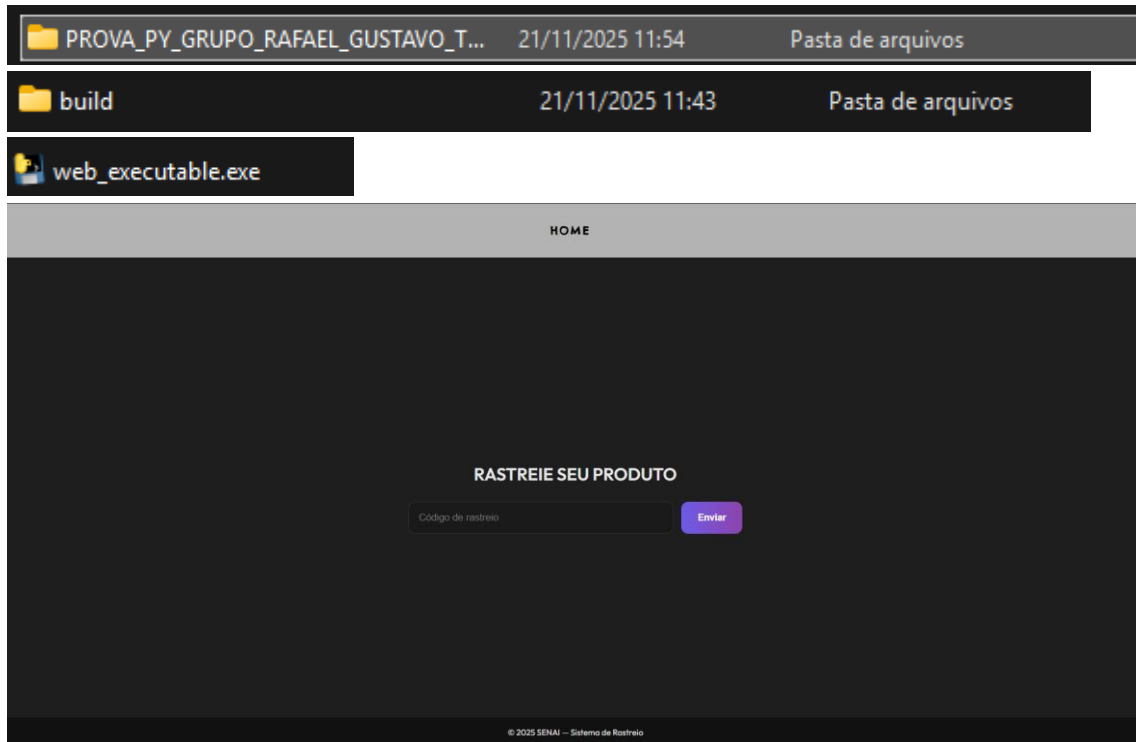 PROVA_PY_GRUPO_RAFAEL_GUSTAVO_T... 21/11/2025 11:54 Pasta de arquivos
build 21/11/2025 11:43 Pasta de arquivos
web_executable.exe
HOME
RASTREIE SEU PRODUTO
Código de rastreio Enviar
© 2025 SENAI — Sistema de Rastreio